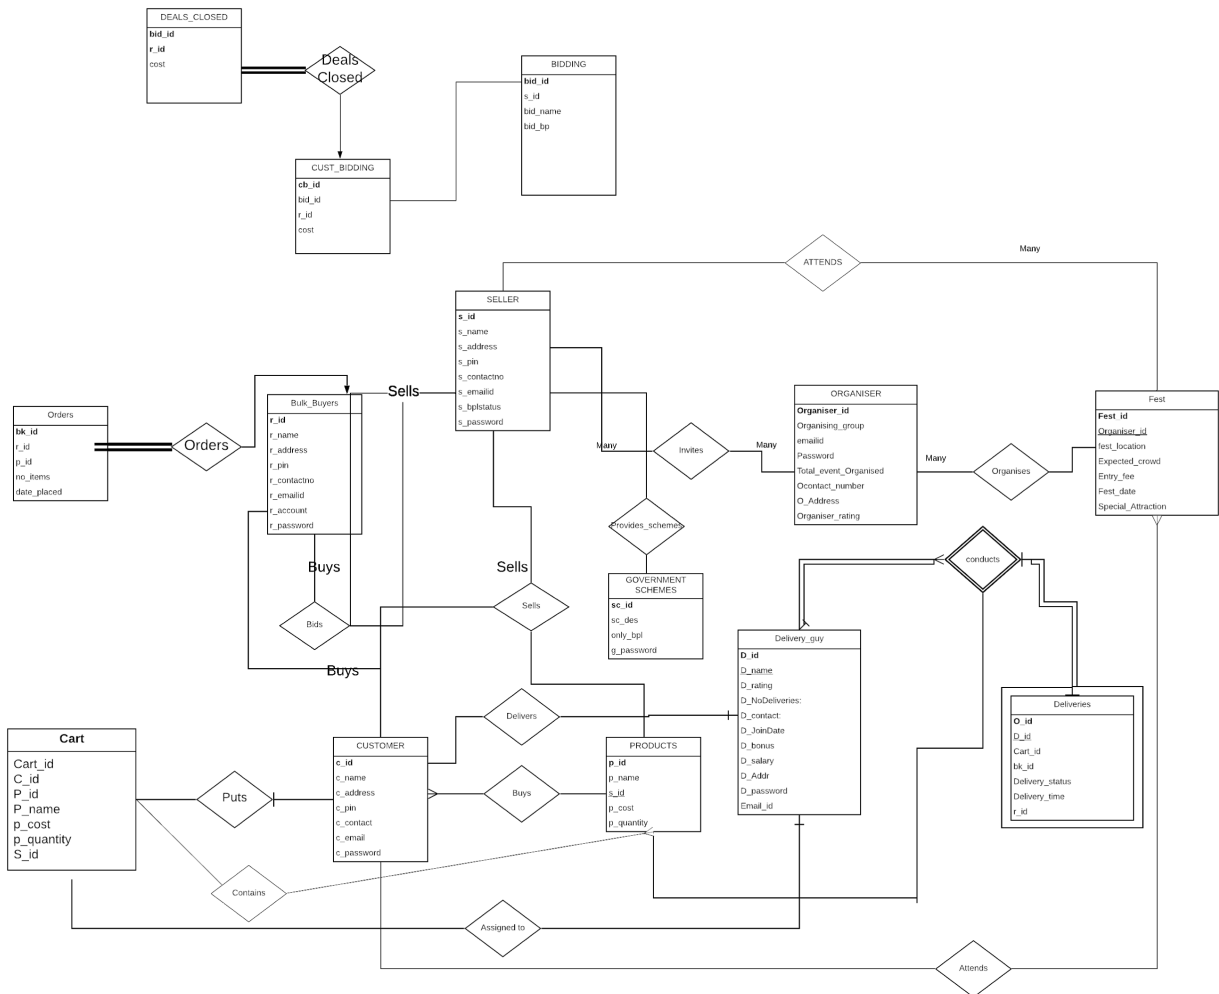 DEALS_CLOSED
bid_id
r_id
cost
Deals
Closed
BIDDING
bid_id
s_id
bid_name
bid_bp
CUST_BIDDING
cb_id
bid_id
r_id
cost
ATTENDS
Many
SELLER
s_id
s_name
s_address
s_pin
s_contactno
s_emailid
s_bplstatus
s_password
Sells
Orders
bk_id
r_id
p_id
no_items
date_placed
Orders
Bulk_Buyers
r_id
r_name
r_address
r_pin
r_contactno
r_emailid
r_account
r_password
Many
Invites
Many
ORGANISER
Organiser_id
Organising_group
emailid
Password
Total_event_Organised
Ocontact_number
O_Address
Organiser_rating
Many
Organises
Fest
Fest_id
Organiser_id
fest_location
Expected_crowd
Entry_fee
Fest_date
Special_Attraction
Provides_schemes
GOVERNMENT
SCHEMES
sc_id
sc_des
only_bpl
g_password
Buys
Bids
Buys
Sells
Sells
conducts
Delivery_guy
D_id
D_name
D_rating
D_NoDeliveries:
D_contact:
D_JoinDate
D_bonus
D_salary
D_Addr
D_password
Email_id
Deliveries
O_id
D_id
Cart_id
bk_id
Delivery_status
Delivery_time
r_id
Delivers
Cart
Cart_id
C_id
P_id
P_name
p_cost
p_quantity
S_id
Puts
CUSTOMER
c_id
c_name
c_address
c_pin
c_contact
c_email
c_password
Buys
PRODUCTS
p_id
p_name
s_id
p_cost
p_quantity
Contains
Assigned to
Attends